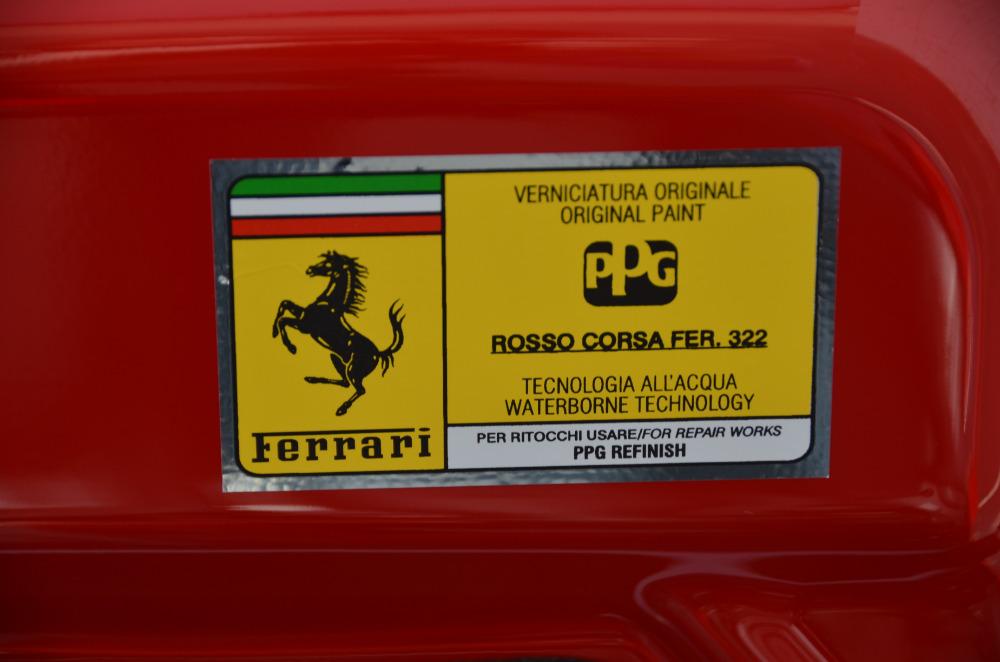 VERNICIATURA ORIGINALE
ORIGINAL PAINT
PPG
ROSSO CORSA FER. 322
TECNOLOGIA ALL'ACQUA
WATERBORNE TECHNOLOGY
Ferrari
PER RITOCCHI USARE/FOR REPAIR WORKS
PPG REFINISH